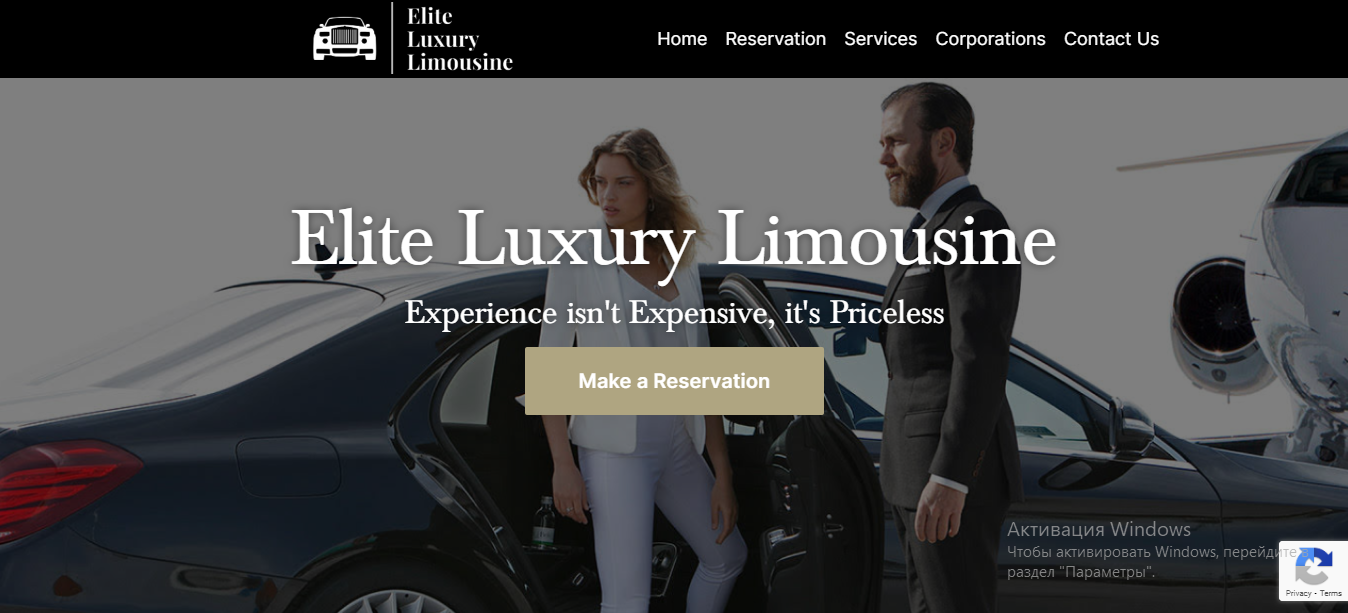 Elite
Luxury
Limousine
Home Reservation Services Corporations Contact Us
Elite Luxury Limousine
Experience isn't Expensive, it's Priceless
Make a Reservation
Активация Windows
Чтобы активировать Windows, перейдите в
раздел "Параметры".
Privacy - Terms